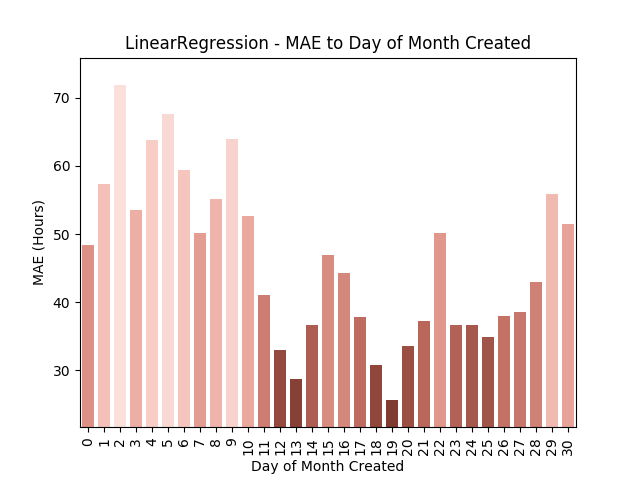 LinearRegression - MAE to Day of Month Created
MAE (Hours)
70
60
50
40
30
0 1 2 3 4 5 6 7 8 9 10 11 12 13 14 15 16 17 18 19 20 21 22 23 24 25 26 27 28 29 30
Day of Month Created